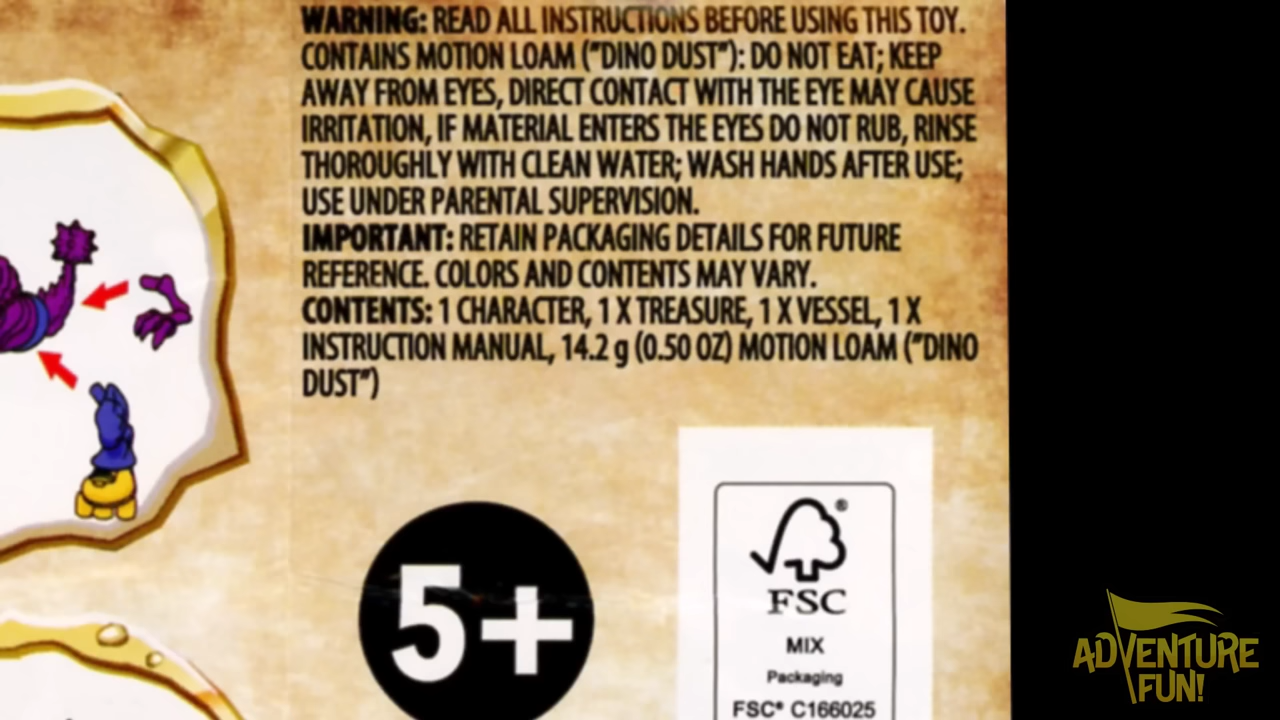 WARNING: READ ALL INSTRUCTIONS BEFORE USING THIS TOY.
CONTAINS MOTION LOAM ("DINO DUST"): DO NOT EAT; KEEP
AWAY FROM EYES, DIRECT CONTACT WITH THE EYE MAY CAUSE
IRRITATION, IF MATERIAL ENTERS THE EYES DO NOT RUB, RINSE
THOROUGHLY WITH CLEAN WATER; WASH HANDS AFTER USE;
USE UNDER PARENTAL SUPERVISION.
IMPORTANT: RETAIN PACKAGING DETAILS FOR FUTURE
REFERENCE. COLORS AND CONTENTS MAY VARY.
CONTENTS: 1 CHARACTER, 1 X TREASURE, 1 X VESSEL, 1 X
INSTRUCTION MANUAL, 14.2 g (0.50 OZ) MOTION LOAM ("DINO
DUST")
5+
®
FSC
MIX
Packaging
FSC® C166025
ADVENTURE
FUN!